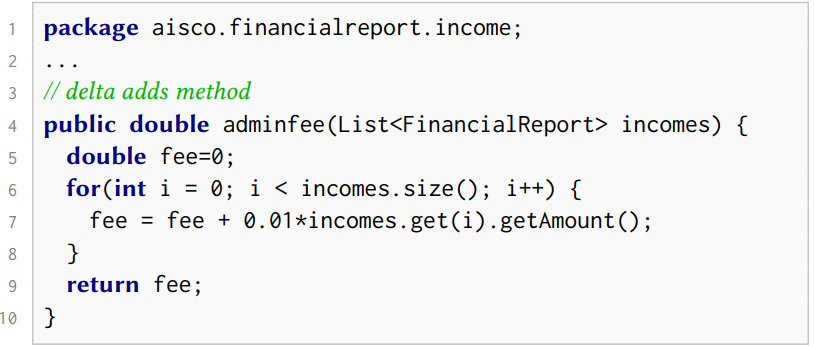 1 package aisco.financialreport.income;
2 ...
3 // delta adds method
4 public double adminfee(List<FinancialReport> incomes) {
5 double fee=0;
6 for(int i = 0; i < incomes.size(); i++) {
7 fee = fee + 0.01*incomes.get(i).getAmount();
8 }
9 return fee;
10 }